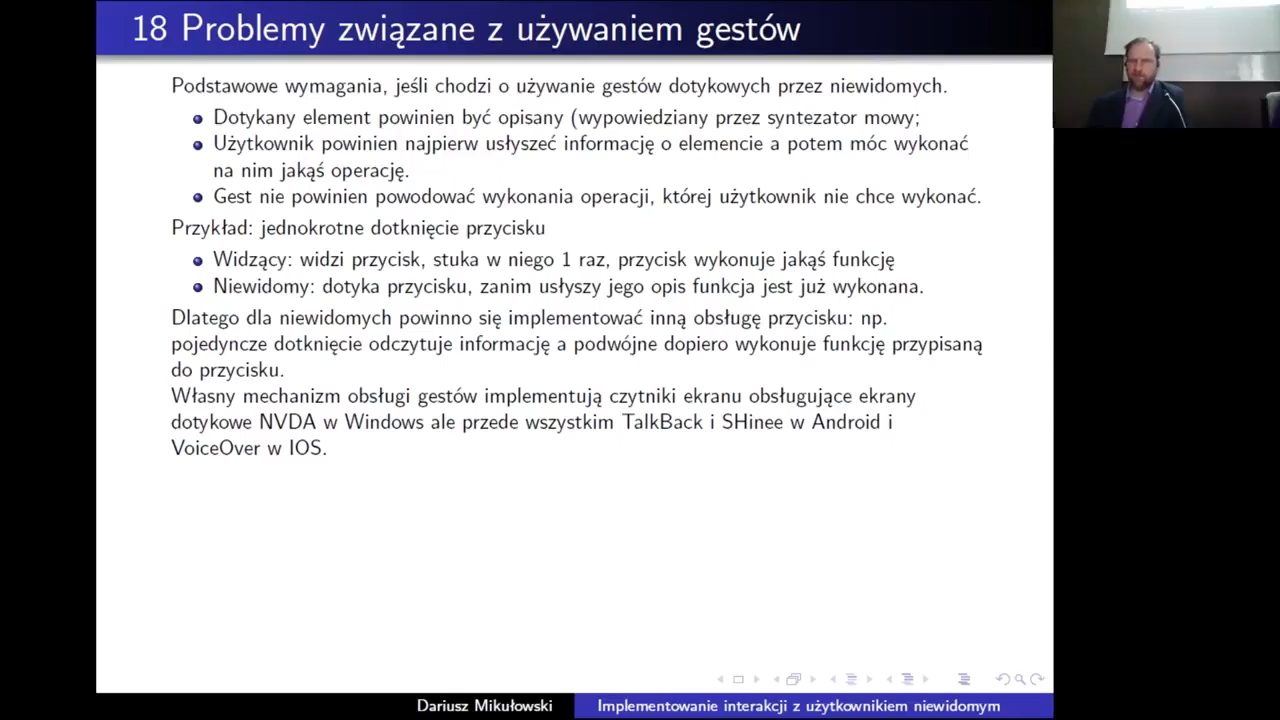 18 Problemy związane z używaniem gestów
Podstawowe wymagania, jeśli chodzi o używanie gestów dotykowych przez niewidomych.
Dotykany element powinien być opisany (wypowiedziany przez syntezator mowy;
Użytkownik powinien najpierw usłyszeć informację o elemencie a potem móc wykonać
na nim jakąś operację.
Gest nie powinien powodować wykonania operacji, której użytkownik nie chce wykonać.
Przykład: jednokrotne dotknięcie przycisku
Widzący: widzi przycisk, stuka w niego 1 raz, przycisk wykonuje jakąś funkcję
Niewidomy: dotyka przycisku, zanim usłyszy jego opis funkcja jest już wykonana.
Dlatego dla niewidomych powinno się implementować inną obsługę przycisku: np.
pojedyncze dotknięcie odczytuje informację a podwójne dopiero wykonuje funkcję przypisaną
do przycisku.
Własny mechanizm obsługi gestów implementują czytniki ekranu obsługujące ekrany
dotykowe NVDA w Windows ale przede wszystkim TalkBack i SHinee w Android i
VoiceOver w IOS.
Dariusz Mikułowski
Implementowanie interakcji z użytkownikiem niewidomym